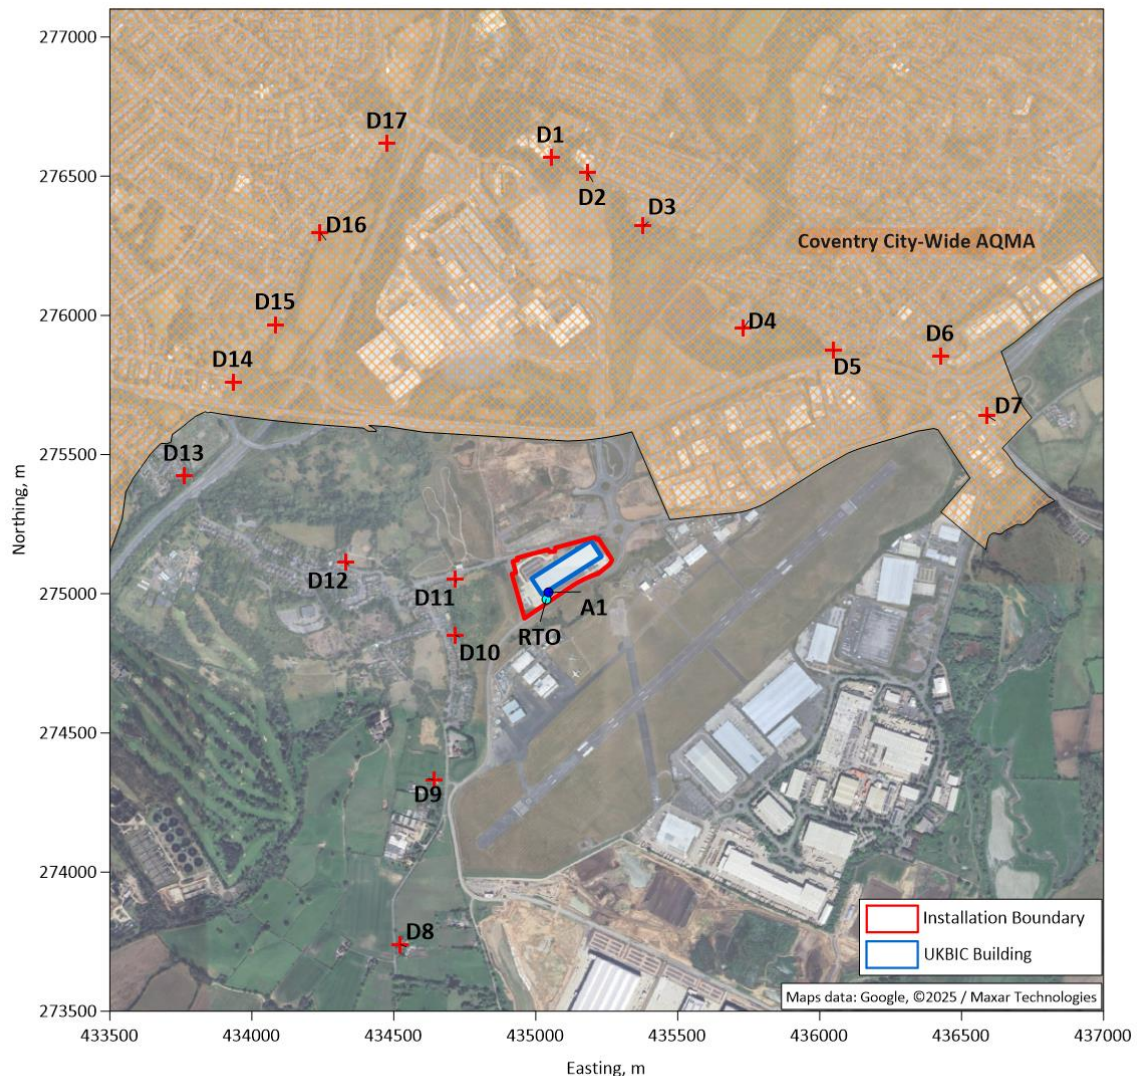 277000
276500
276000
275500
275000
274500
274000
273500
Northing, m
D17
D1
D2
D3
D16
Coventry City-Wide AQMA
D15
D4
D6
D5
D14
D7
D13
D12
D11
A1
RTO
D10
D9
D8
Installation Boundary
UKBIC Building
Maps data: Google, ©2025 / Maxar Technologies
433500
434000
434500
435000
435500
436000
436500
437000
Easting, m